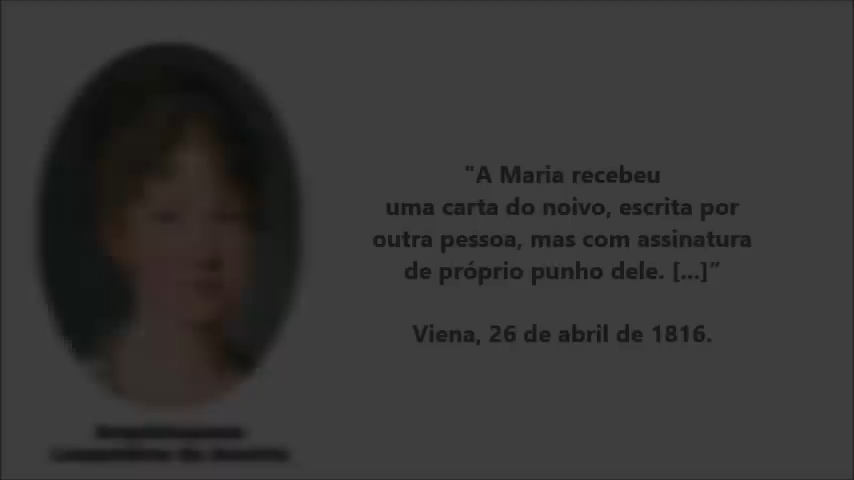 "A Maria recebeu
uma carta do noivo, escrita por
outra pessoa, mas com assinatura
de próprio punho dele. [...]”
Viena, 26 de abril de 1816.